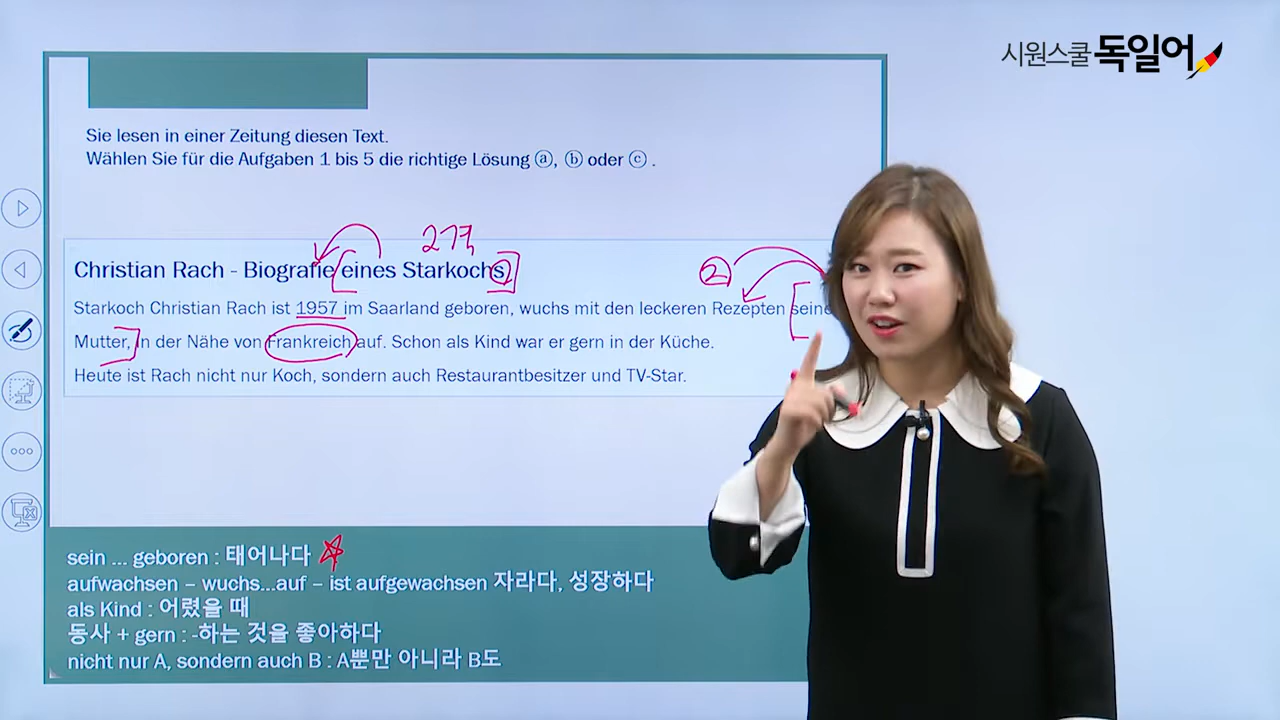 시원스쿨 독일어
Sie lesen in einer Zeitung diesen Text.
Wählen Sie für die Aufgaben 1 bis 5 die richtige Lösung ⓐ, ⓑ oder ⓒ .
2격
Christian Rach - Biografie eines Starkochs
②
②
Starkoch Christian Rach ist 1957 im Saarland geboren, wuchs mit den leckeren Rezepten seine
Mutter, in der Nähe von Frankreich auf. Schon als Kind war er gern in der Küche.
Heute ist Rach nicht nur Koch, sondern auch Restaurantbesitzer und TV-Star.
sein ... geboren : 태어나다
aufwachsen – wuchs...auf – ist aufgewachsen 자라다, 성장하다
als Kind : 어렸을 때
동사 + gern : -하는 것을 좋아하다
nicht nur A, sondern auch B : A뿐만 아니라 B도